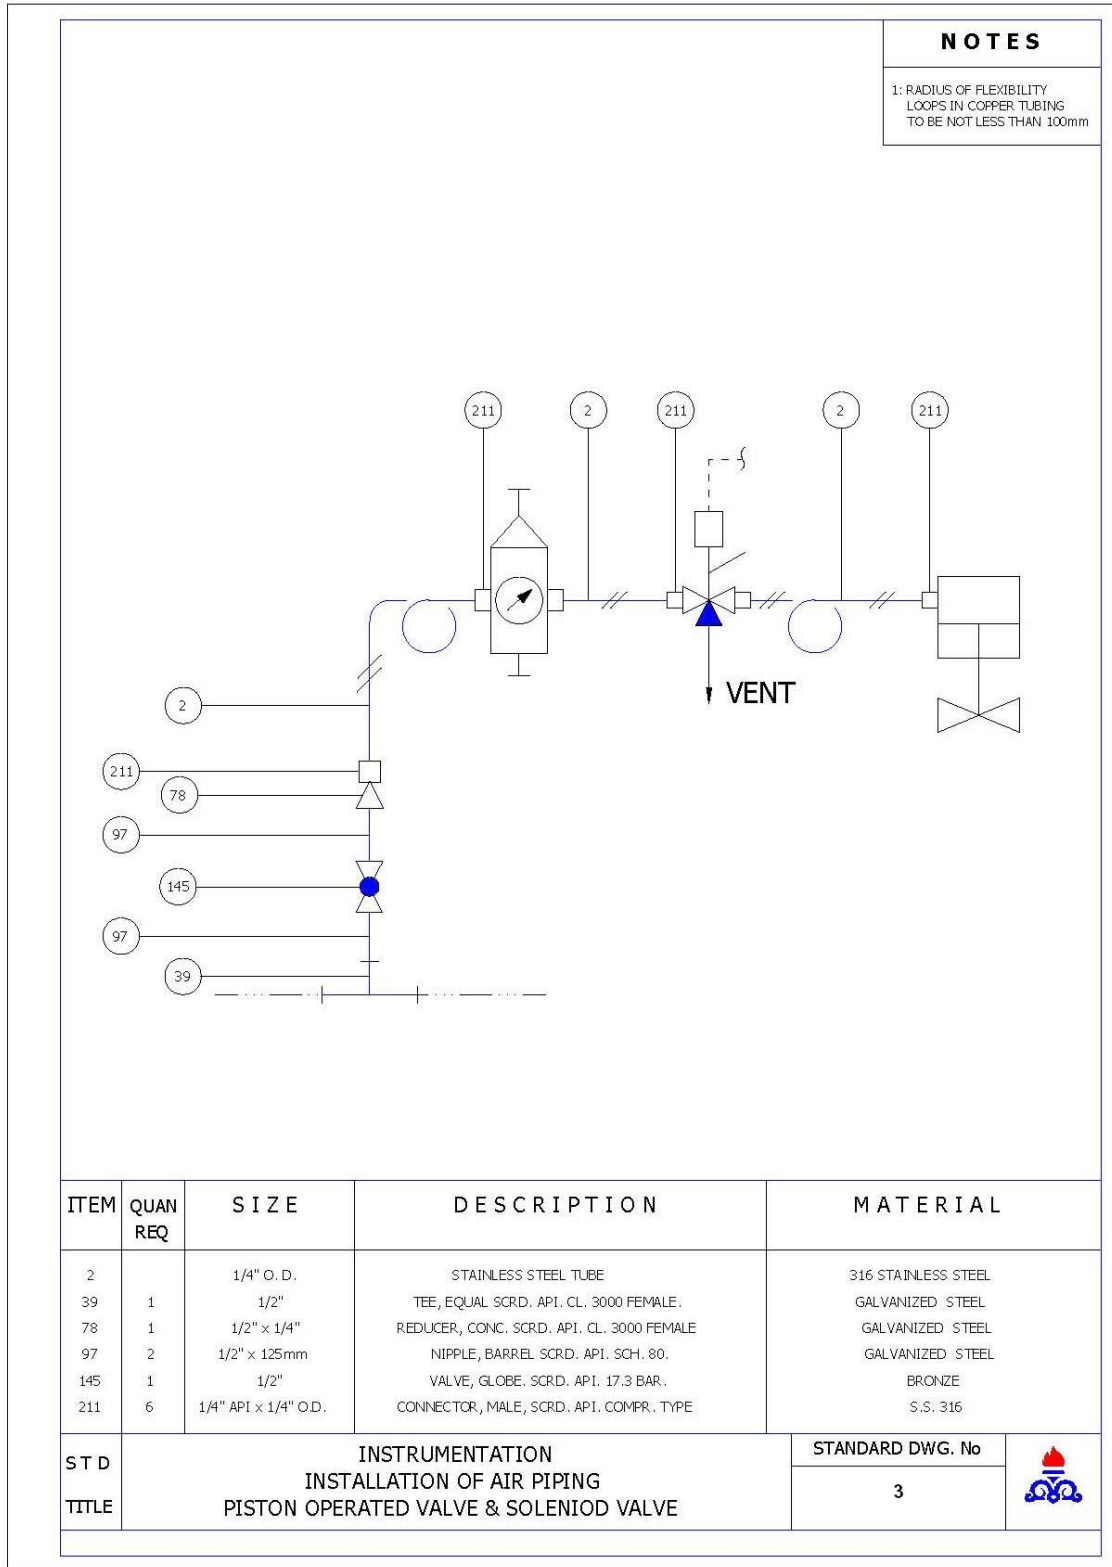 NOTES
1: RADIUS OF FLEXIBILITY
LOOPS IN COPPER TUBING
TO BE NOT LESS THAN 100mm
211 2 211 2 211
VENT
2
211
78
97
145
97
39
ITEM QUAN REQ SIZE DESCRIPTION MATERIAL
2 1/4" O.D. STAINLESS STEEL TUBE 316 STAINLESS STEEL
39 1 1/2" TEE, EQUAL SCRD. API. CL. 3000 FEMALE. GALVANIZED STEEL
78 1 1/2" x 1/4" REDUCER, CONC. SCRD. API. CL. 3000 FEMALE GALVANIZED STEEL
97 2 1/2" x 125mm NIPPLE, BARREL SCRD. API. SCH. 80. GALVANIZED STEEL
145 1 1/2" VALVE, GLOBE. SCRD. API. 17.3 BAR. BRONZE
211 6 1/4" API x 1/4" O.D. CONNECTOR, MALE, SCRD. API. COMPR. TYPE S.S. 316
STD
TITLE
INSTRUMENTATION
INSTALLATION OF AIR PIPING
PISTON OPERATED VALVE & SOLENIOD VALVE
STANDARD DWG. No
3